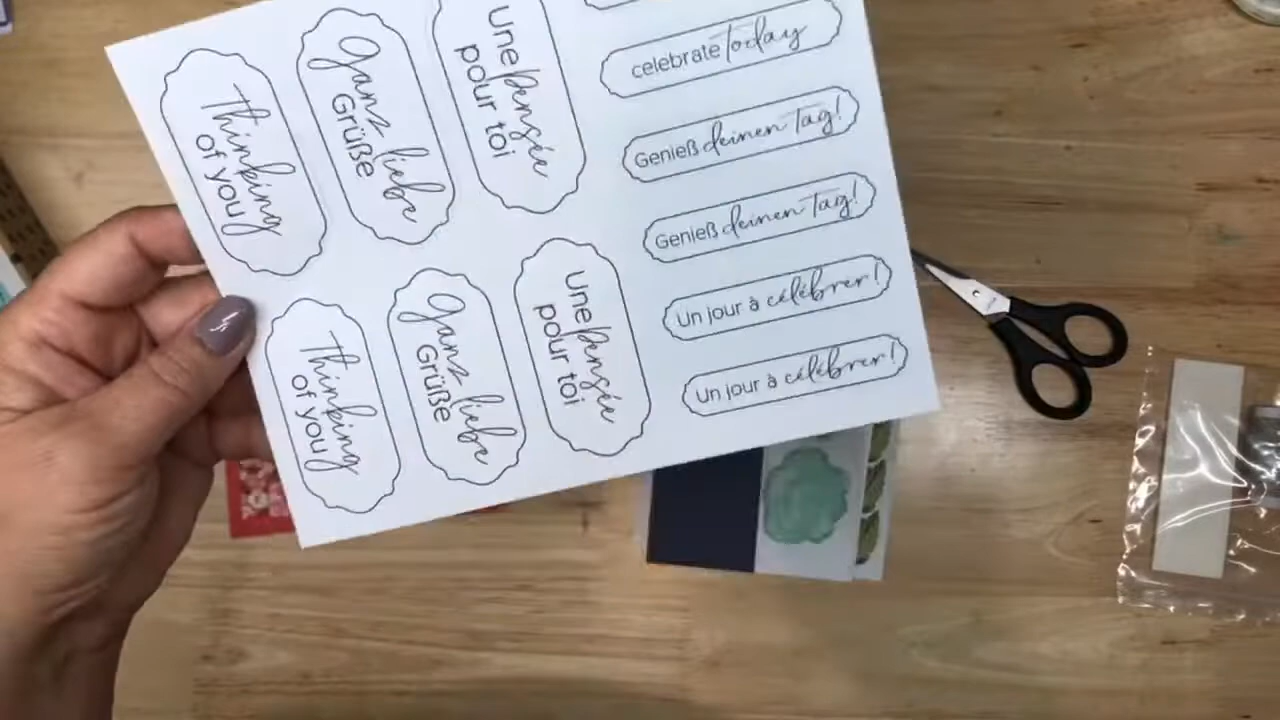 Thinking
of you
Ganz liebe
Grüße
Une pensée
pour toi
celebrate today
Genieß deinen Tag!
Genieß deinen Tag!
Un jour à célébrer!
Un jour à célébrer!
Thinking
of you
Ganz liebe
Grüße
Une pensée
pour toi